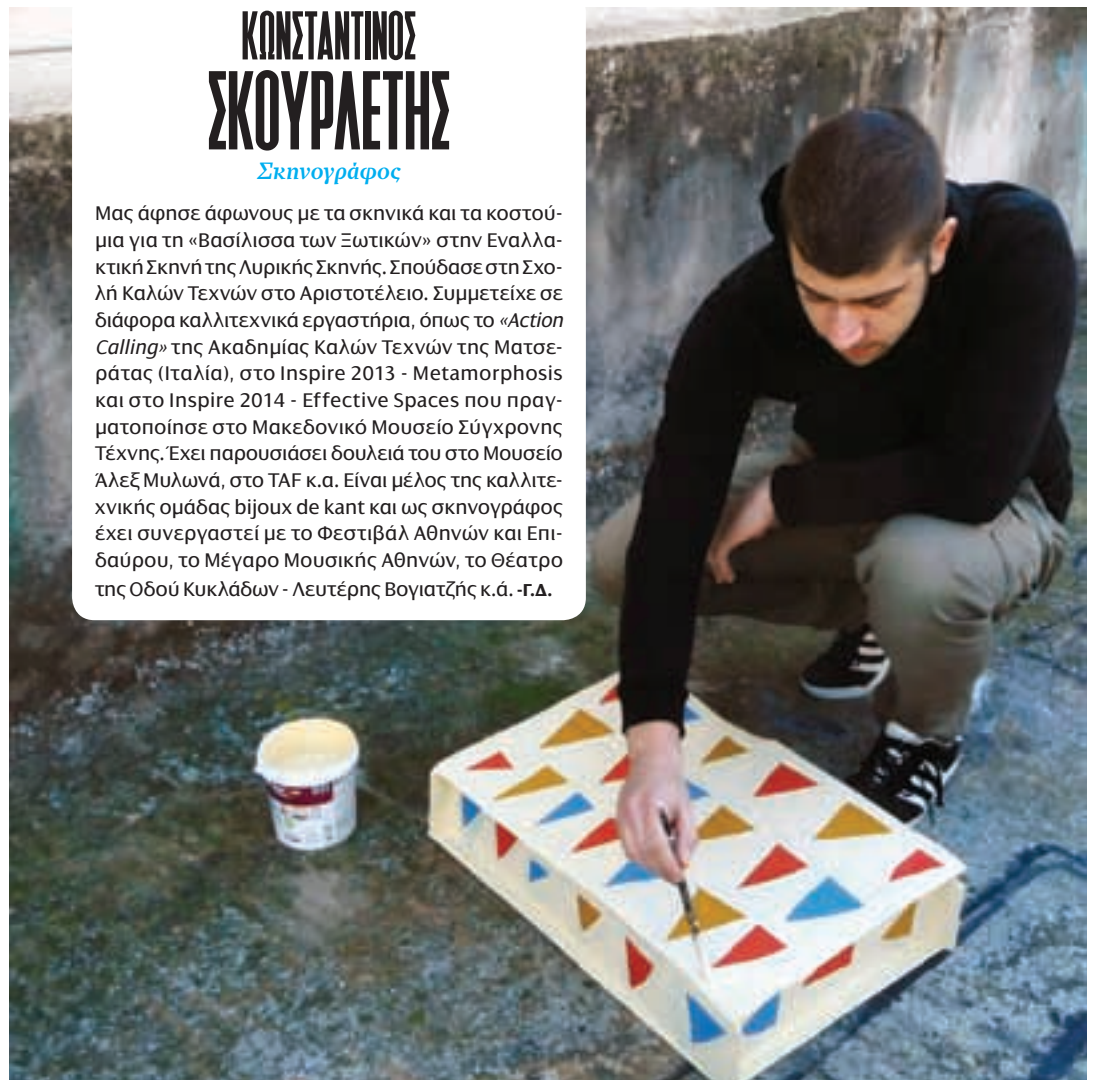 ΚΩΝΣΤΑΝΤΙΝΟΣ
ΣΚΟΥΡΛΕΤΗΣ
Σκηνογράφος
Μας άφησε άφωνους με τα σκηνικά και τα κοστού-
μια για τη «Βασίλισσα των Ξωτικών» στην Εναλλα-
κτική Σκηνή της Λυρικής Σκηνής. Σπούδασε στη Σχο-
λή Καλών Τεχνών στο Αριστοτέλειο. Συμμετείχε σε
διάφορα καλλιτεχνικά εργαστήρια, όπως το «Action
Calling» της Ακαδημίας Καλών Τεχνών της Ματσε-
ράτας (Ιταλία), στο Inspire 2013 - Metamorphosis
και στο Inspire 2014 - Effective Spaces που πραγ-
ματοποίησε στο Μακεδονικό Μουσείο Σύγχρονης
Τέχνης. Έχει παρουσιάσει δουλειά του στο Μουσείο
Άλεξ Μυλωνά, στο TAF κ.α. Είναι μέλος της καλλιτε-
χνικής ομάδας bijoux de kant και ως σκηνογράφος
έχει συνεργαστεί με το Φεστιβάλ Αθηνών και Επι-
δαύρου, το Μέγαρο Μουσικής Αθηνών, το Θέατρο
της Οδού Κυκλάδων - Λευτέρης Βογιατζής κ.ά. -Γ.Δ.